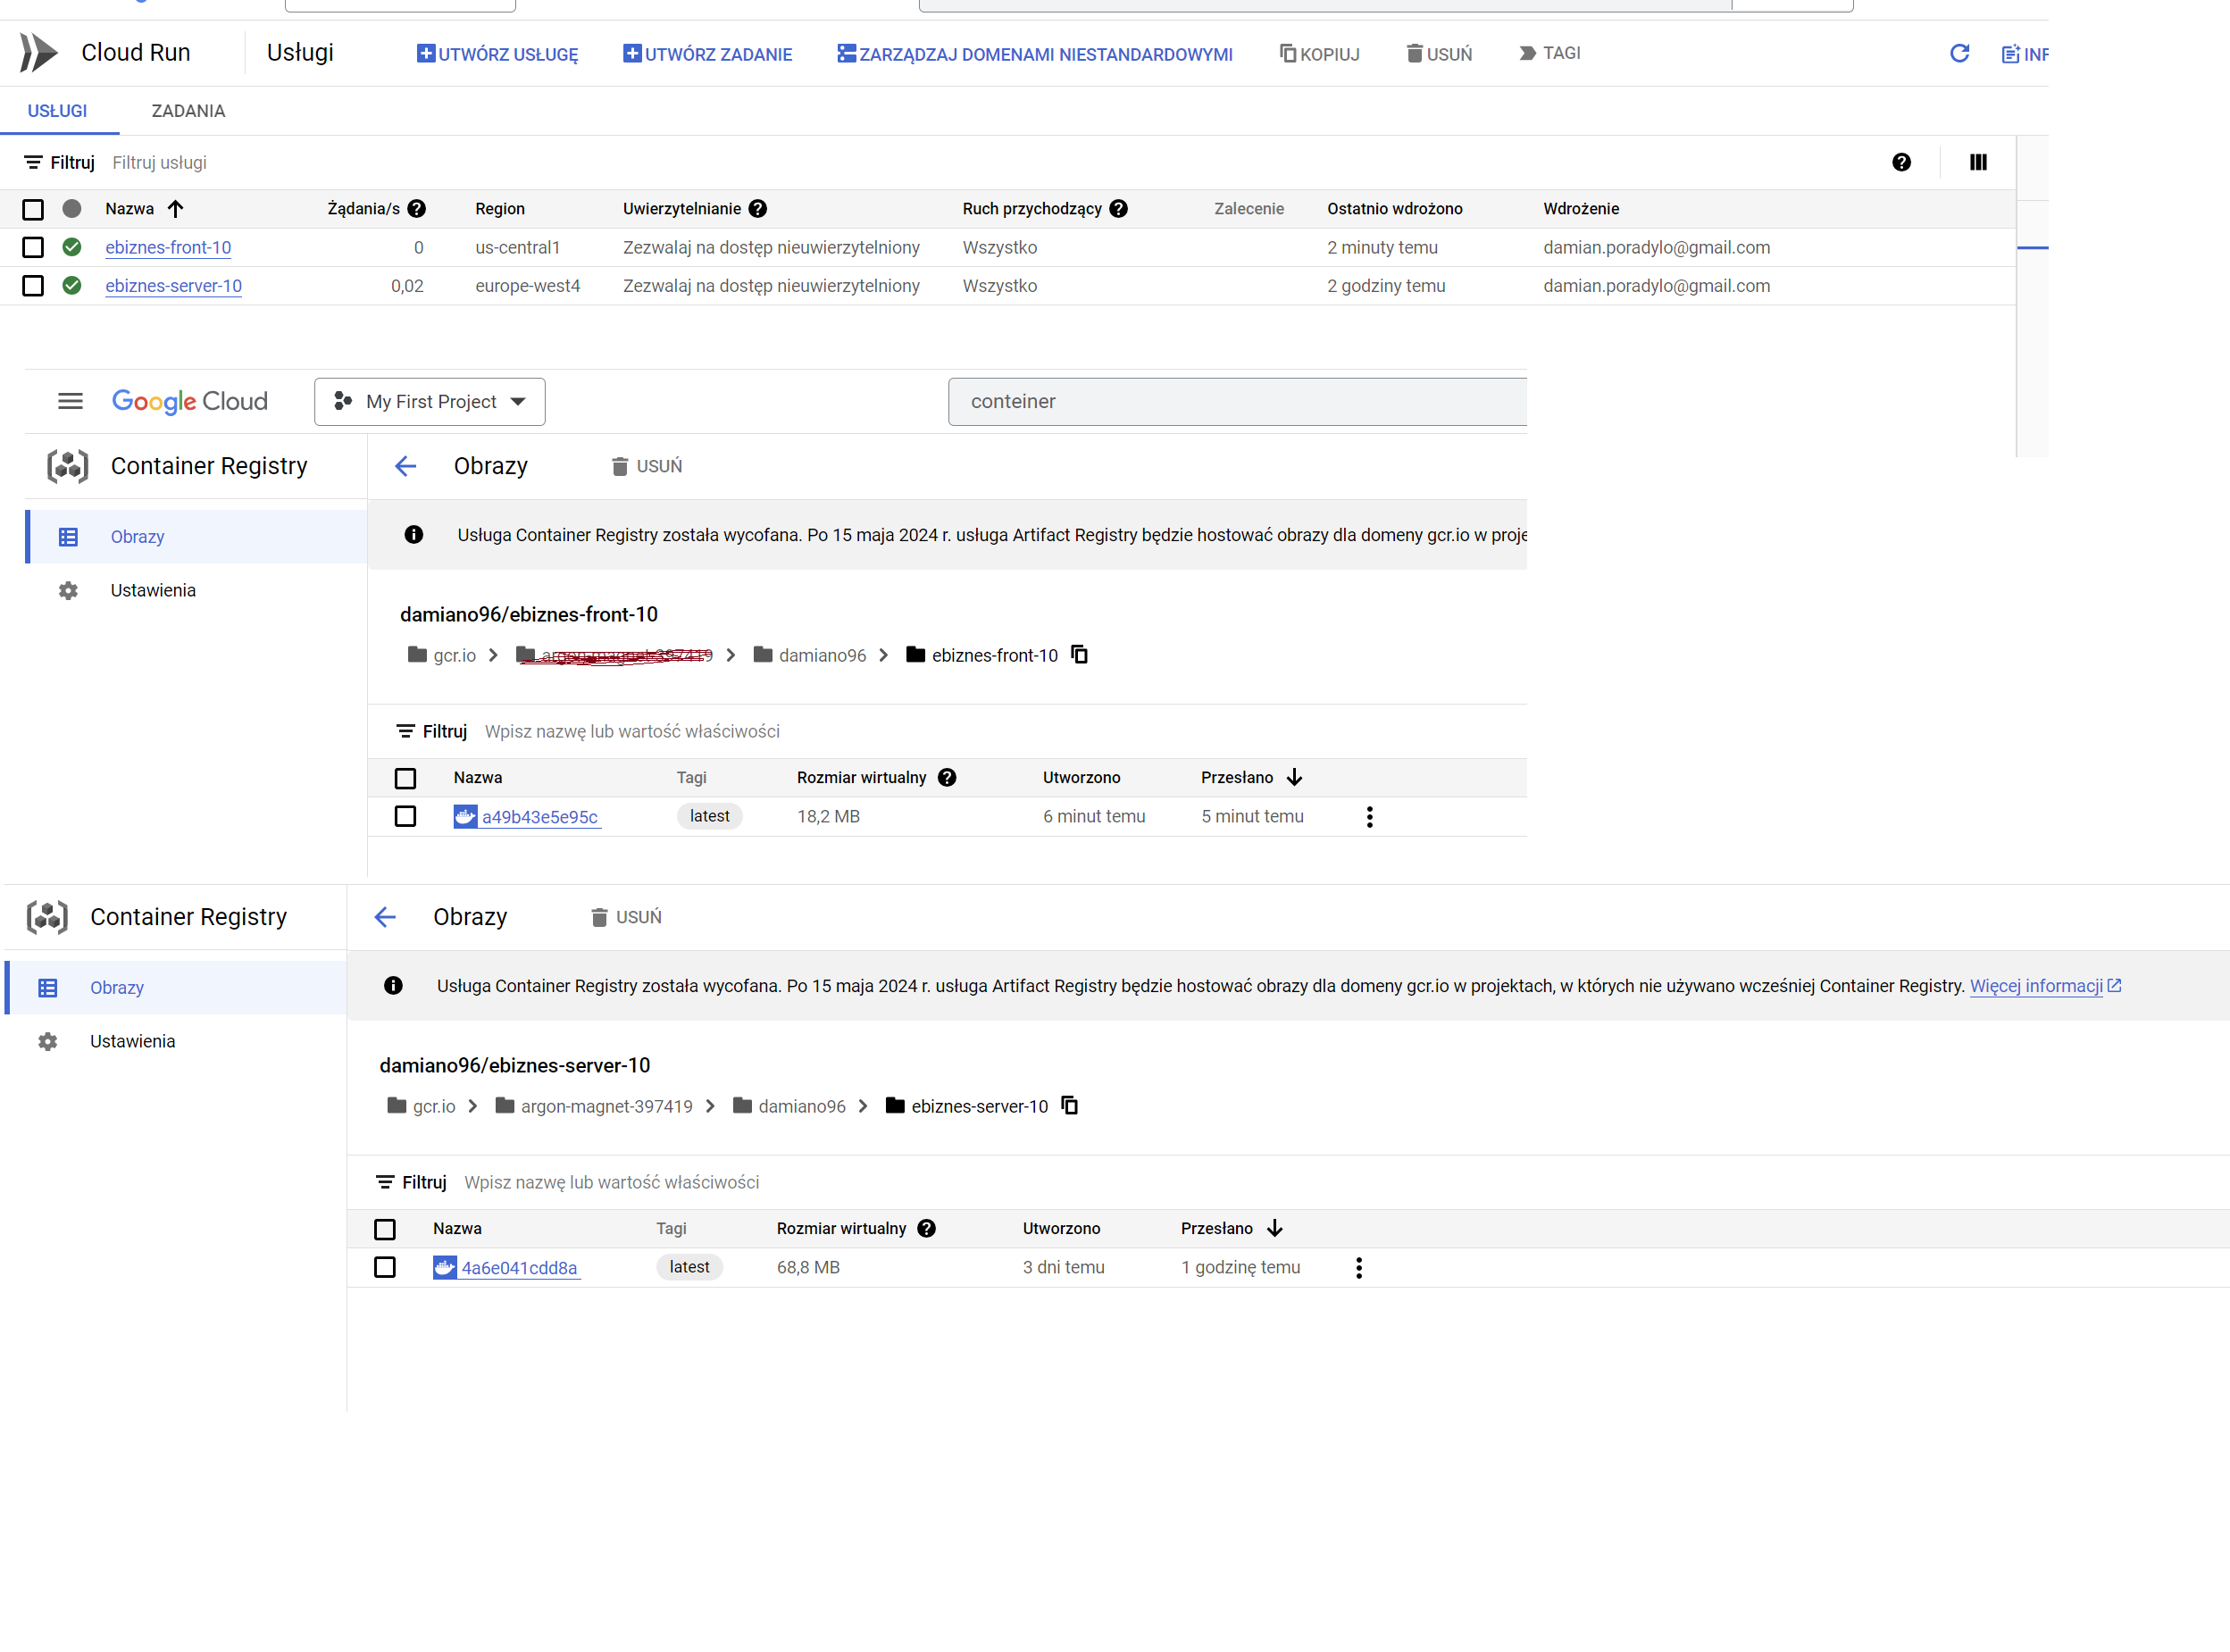 Cloud Run Usługi UTWÓRZ USŁUGĘ UTWÓRZ ZADANIE ZARZĄDZAJ DOMENAMI NIESTANDARDOWYMI KOPIUJ USUŃ TAGI
USŁUGI ZADANIA
Filtruj Filtruj usługi
Nazwa Żądania/s Region Uwierzytelnianie Ruch przychodzący Zalecenie Ostatnio wdrożono Wdrożenie
ebiznes-front-10 0 us-central1 Zezwalaj na dostęp nieuwierzytelniony Wszystko 2 minuty temu damian.poradylo@gmail.com
ebiznes-server-10 0,02 europe-west4 Zezwalaj na dostęp nieuwierzytelniony Wszystko 2 godziny temu damian.poradylo@gmail.com
Google Cloud My First Project conteiner
Container Registry Obrazy USUŃ
Obrazy
Usługa Container Registry została wycofana. Po 15 maja 2024 r. usługa Artifact Registry będzie hostować obrazy dla domeny gcr.io w proje
Ustawienia
damiano96/ebiznes-front-10
gcr.io damiano96 ebiznes-front-10
Filtruj Wpisz nazwę lub wartość właściwości
Nazwa Tagi Rozmiar wirtualny Utworzono Przesłano
a49b43e5e95c latest 18,2 MB 6 minut temu 5 minut temu
Container Registry Obrazy USUŃ
Obrazy
Usługa Container Registry została wycofana. Po 15 maja 2024 r. usługa Artifact Registry będzie hostować obrazy dla domeny gcr.io w projektach, w których nie używano wcześniej Container Registry. Więcej informacji
Ustawienia
damiano96/ebiznes-server-10
gcr.io argon-magnet-397419 damiano96 ebiznes-server-10
Filtruj Wpisz nazwę lub wartość właściwości
Nazwa Tagi Rozmiar wirtualny Utworzono Przesłano
4a6e041cdd8a latest 68,8 MB 3 dni temu 1 godzinę temu